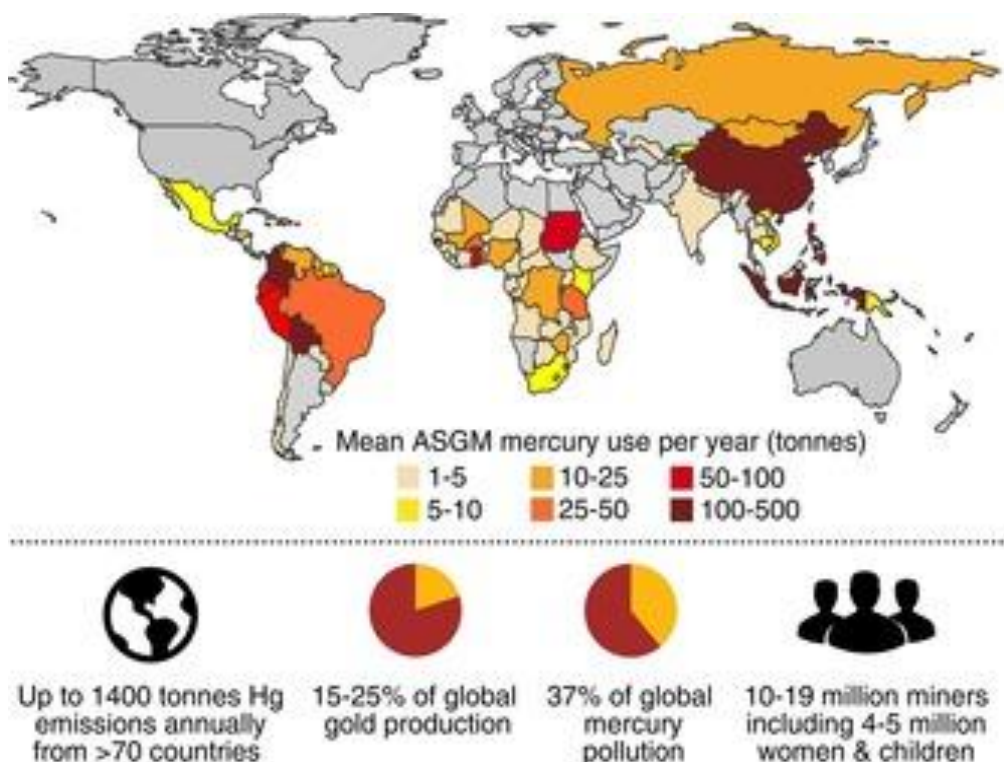 Mean ASGM mercury use per year (tonnes)
1-5
10-25
50-100
5-10
25-50
100-500
Up to 1400 tonnes Hg
emissions annually
from >70 countries
15-25% of global
gold production
37% of global
mercury
pollution
10-19 million miners
including 4-5 million
women & children